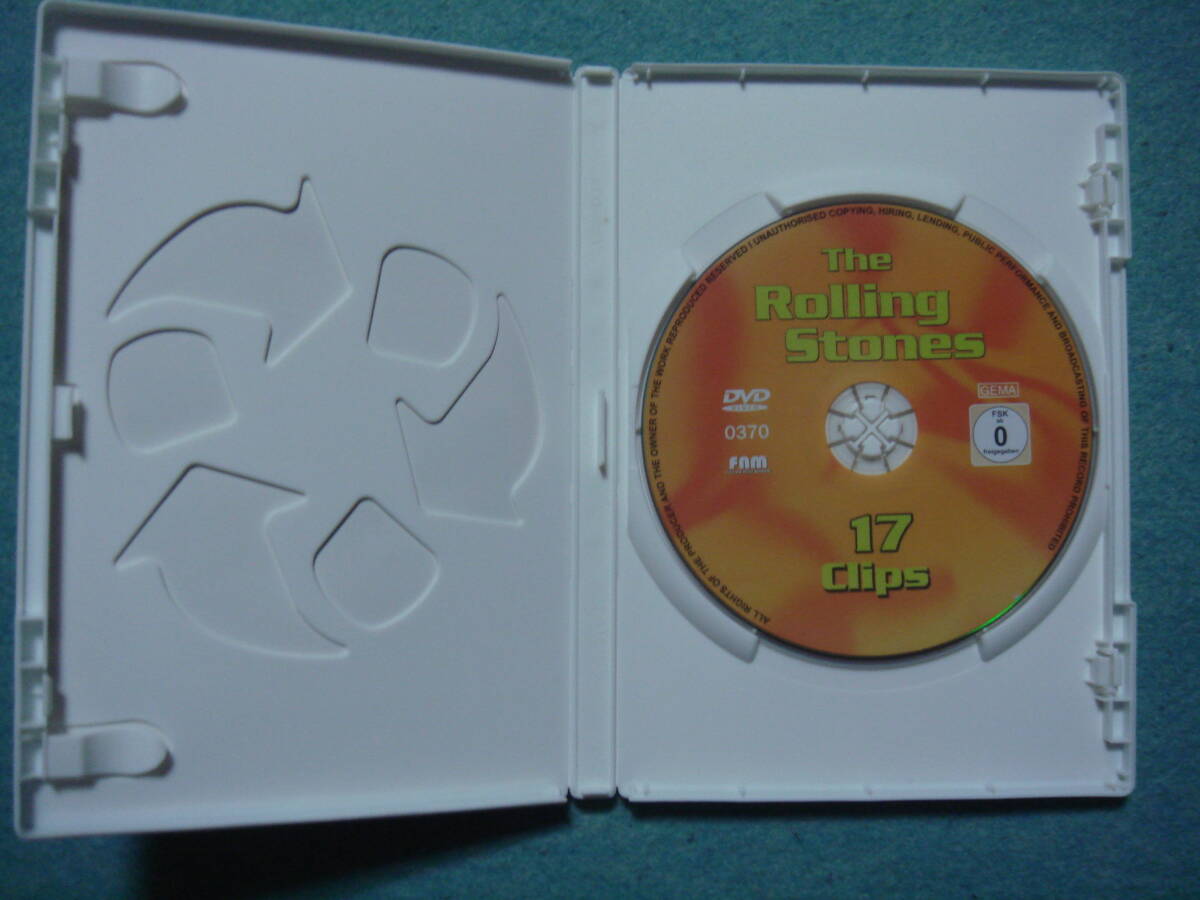 ALL RIGHTS OF THE PRODUCER AND THE OWNER OF THE WORK REPRODUCED RESERVED ! UNAUTHORISED COPYING, HIRING, LENDING, PUBLIC PERFORMANCE AND BROADCASTING OF THIS RECORD PROHIBITED
The
Rolling
Stones
DVD
VIDEO
0370
FNM
GEMA
FSK
ab
0
freigegeben
17
Clips